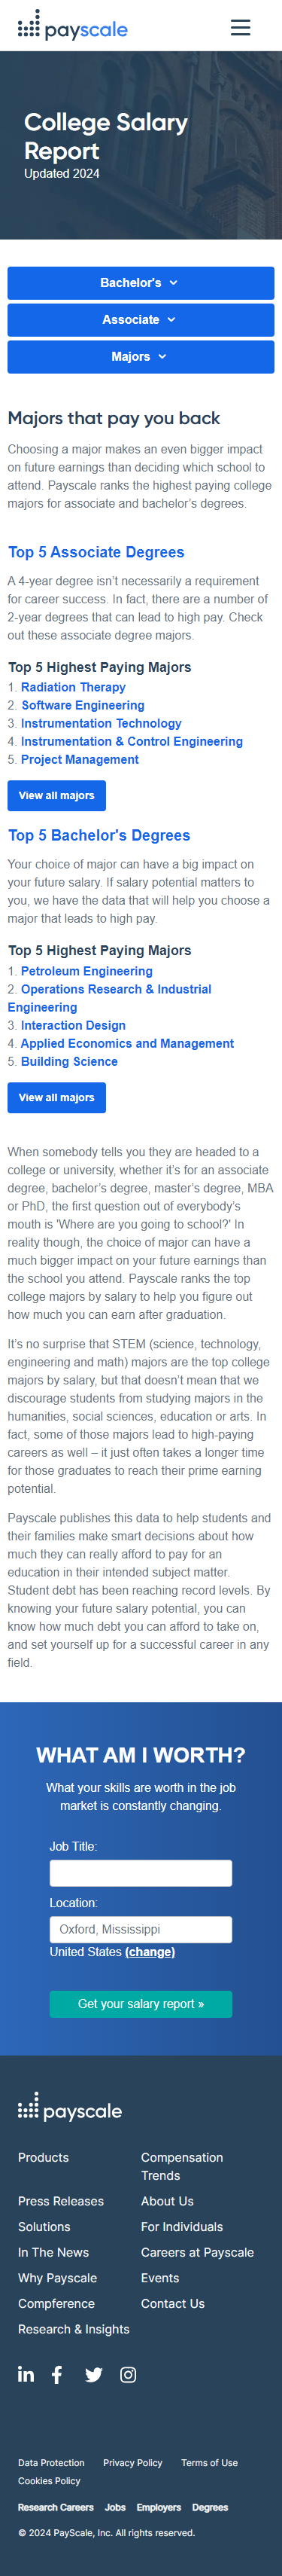 payscale
College Salary
Report
Updated 2024
Bachelor's
Associate
Majors
Majors that pay you back
Choosing a major makes an even bigger impact
on future earnings than deciding which school to
attend. Payscale ranks the highest paying college
majors for associate and bachelor’s degrees.
Top 5 Associate Degrees
A 4-year degree isn’t necessarily a requirement
for career success. In fact, there are a number of
2-year degrees that can lead to high pay. Check
out these associate degree majors.
Top 5 Highest Paying Majors
1. Radiation Therapy
2. Software Engineering
3. Instrumentation Technology
4. Instrumentation & Control Engineering
5. Project Management
View all majors
Top 5 Bachelor's Degrees
Your choice of major can have a big impact on
your future salary. If salary potential matters to
you, we have the data that will help you choose a
major that leads to high pay.
Top 5 Highest Paying Majors
1. Petroleum Engineering
2. Operations Research & Industrial
Engineering
3. Interaction Design
4. Applied Economics and Management
5. Building Science
View all majors
When somebody tells you they are headed to a
college or university, whether it’s for an associate
degree, bachelor’s degree, master’s degree, MBA
or PhD, the first question out of everybody’s
mouth is 'Where are you going to school?' In
reality though, the choice of major can have a
much bigger impact on your future earnings than
the school you attend. Payscale ranks the top
college majors by salary to help you figure out
how much you can earn after graduation.
It’s no surprise that STEM (science, technology,
engineering and math) majors are the top college
majors by salary, but that doesn’t mean that we
discourage students from studying majors in the
humanities, social sciences, education or arts. In
fact, some of those majors lead to high-paying
careers as well – it just often takes a longer time
for those graduates to reach their prime earning
potential.
Payscale publishes this data to help students and
their families make smart decisions about how
much they can really afford to pay for an
education in their intended subject matter.
Student debt has been reaching record levels. By
knowing your future salary potential, you can
know how much debt you can afford to take on,
and set yourself up for a successful career in any
field.
WHAT AM I WORTH?
What your skills are worth in the job
market is constantly changing.
Job Title:
Location:
Oxford, Mississippi
United States (change)
Get your salary report »
payscale
Products
Compensation
Trends
Press Releases
About Us
Solutions
For Individuals
In The News
Careers at Payscale
Why Payscale
Events
Compference
Contact Us
Research & Insights
Data Protection Privacy Policy Terms of Use
Cookies Policy
Research Careers Jobs Employers Degrees
© 2024 PayScale, Inc. All rights reserved.